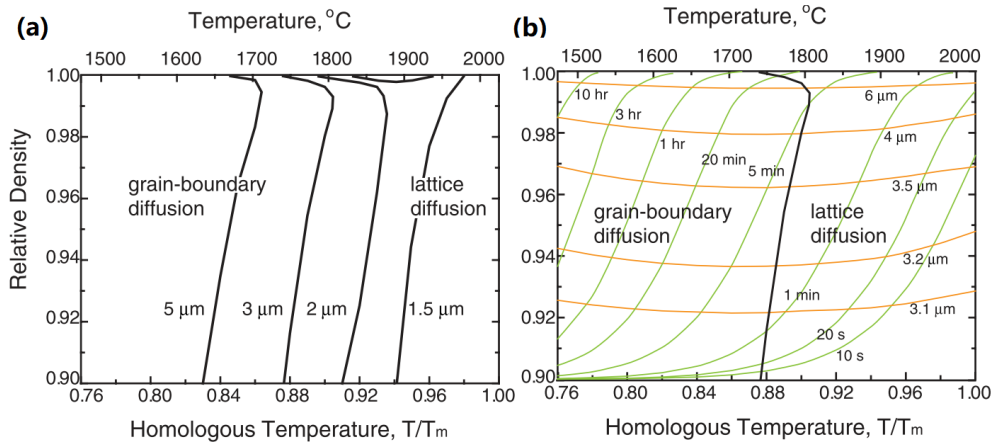 (a)
Temperature, °C
1500 1600 1700 1800 1900 2000
1.00
0.98
0.96
0.94
0.92
0.90
Relative Density
grain-boundary
diffusion
lattice
diffusion
5 μm
3 μm
2 μm
1.5 μm
0.76 0.80 0.84 0.88 0.92 0.96 1.00
Homologous Temperature, T/Tm
(b)
Temperature, °C
1500 1600 1700 1800 1900 2000
1.00
0.98
0.96
0.94
0.92
0.90
10 hr
3 hr
1 hr
20 min
5 min
1 min
20 s
10 s
6 μm
4 μm
3.5 μm
3.2 μm
3.1 μm
grain-boundary
diffusion
lattice
diffusion
0.76 0.80 0.84 0.88 0.92 0.96 1.00
Homologous Temperature, T/Tm